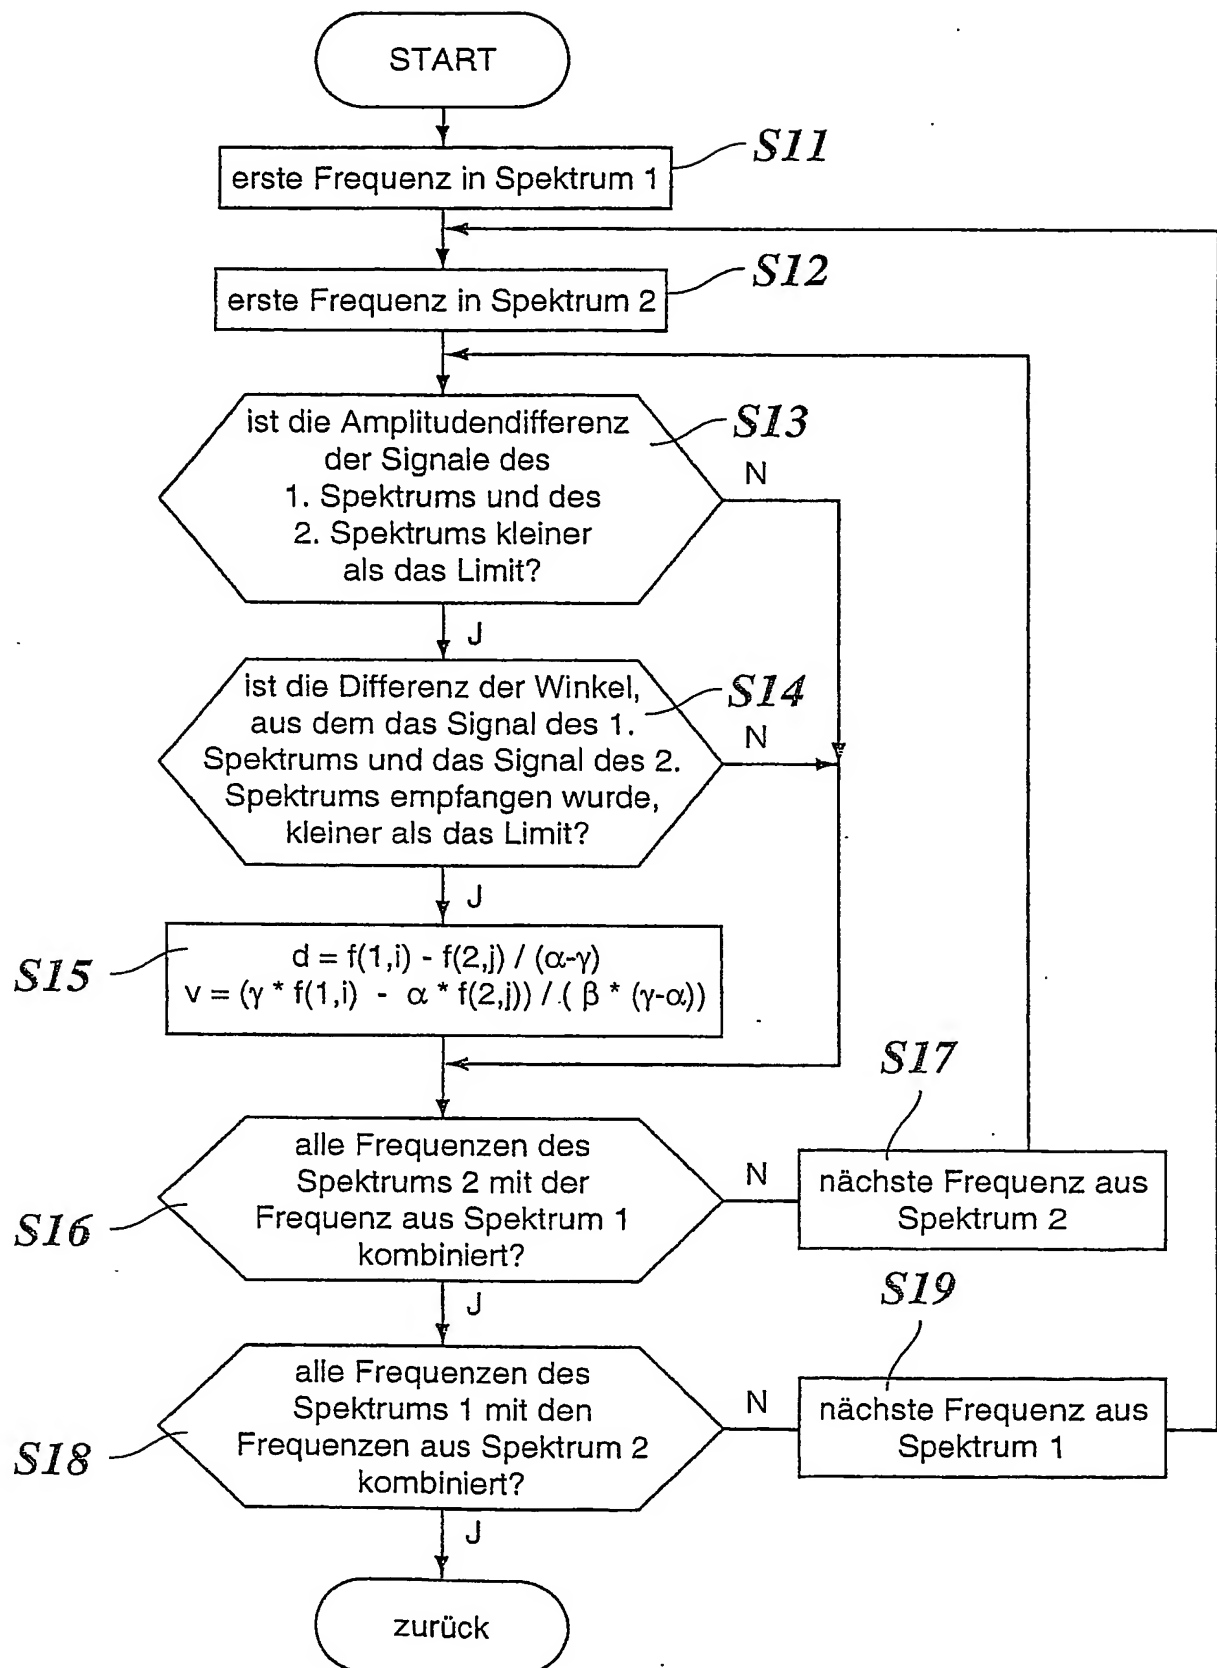 START
S11
erste Frequenz in Spektrum 1
S12
erste Frequenz in Spektrum 2
S13
ist die Amplitudendifferenz
der Signale des
1. Spektrums und des
2. Spektrums kleiner
als das Limit?
N
J
S14
ist die Differenz der Winkel,
aus dem das Signal des 1.
Spektrums und das Signal des 2.
Spektrums empfangen wurde,
kleiner als das Limit?
N
J
S15
d = f(1,i) - f(2,j) / (α-γ)
v = (γ * f(1,i) - α * f(2,j)) / ( β * (γ-α))
S16
alle Frequenzen des
Spektrums 2 mit der
Frequenz aus Spektrum 1
kombiniert?
N
S17
nächste Frequenz aus
Spektrum 2
J
S18
alle Frequenzen des
Spektrums 1 mit den
Frequenzen aus Spektrum 2
kombiniert?
N
S19
nächste Frequenz aus
Spektrum 1
J
zurück